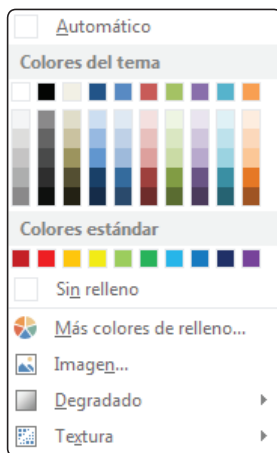 Automático
Colores del tema
Colores estándar
Sin relleno
Más colores de relleno...
Imagen...
Degradado
Textura